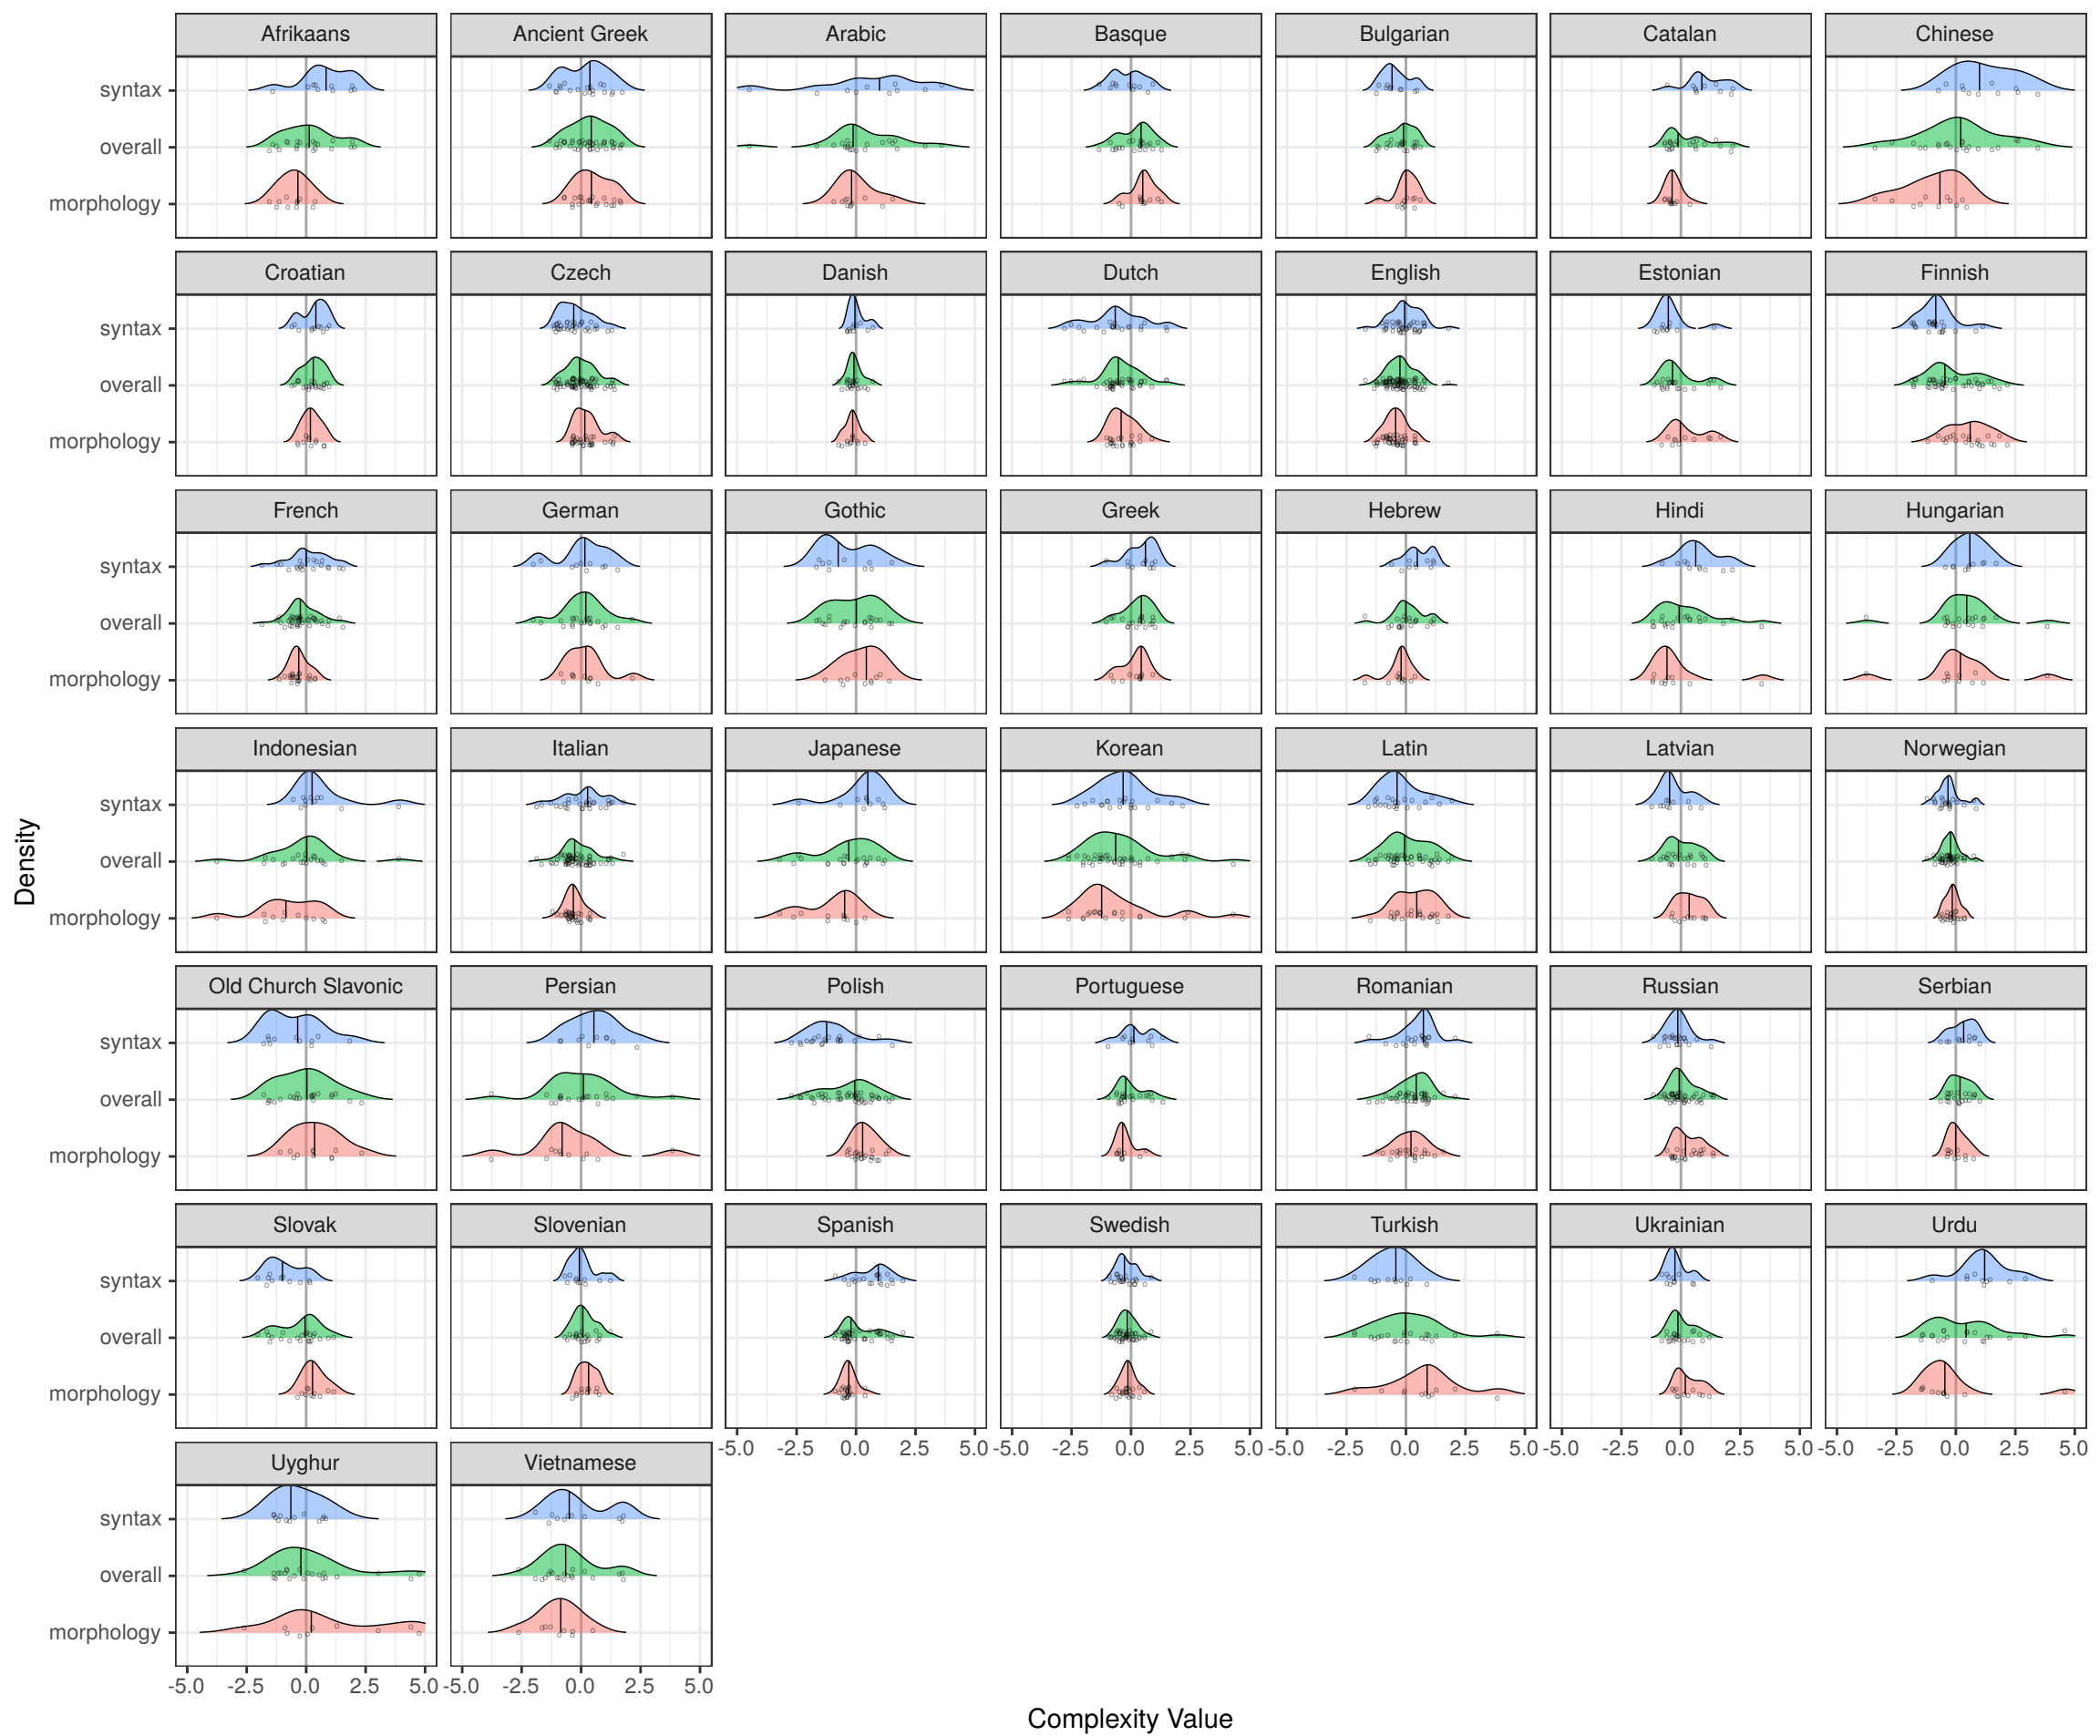 Afrikaans Ancient Greek Arabic Basque Bulgarian Catalan Chinese
syntax
overall
morphology
Croatian Czech Danish Dutch English Estonian Finnish
syntax
overall
morphology
French German Gothic Greek Hebrew Hindi Hungarian
syntax
overall
morphology
Indonesian Italian Japanese Korean Latin Latvian Norwegian
syntax
overall
morphology
Density
Old Church Slavonic Persian Polish Portuguese Romanian Russian Serbian
syntax
overall
morphology
Slovak Slovenian Spanish Swedish Turkish Ukrainian Urdu
syntax
overall
morphology
-5.0 -2.5 0.0 2.5 5.0 -5.0 -2.5 0.0 2.5 5.0 -5.0 -2.5 0.0 2.5 5.0 -5.0 -2.5 0.0 2.5 5.0 -5.0 -2.5 0.0 2.5 5.0
Uyghur Vietnamese
syntax
overall
morphology
-5.0 -2.5 0.0 2.5 5.0 -5.0 -2.5 0.0 2.5 5.0
Complexity Value